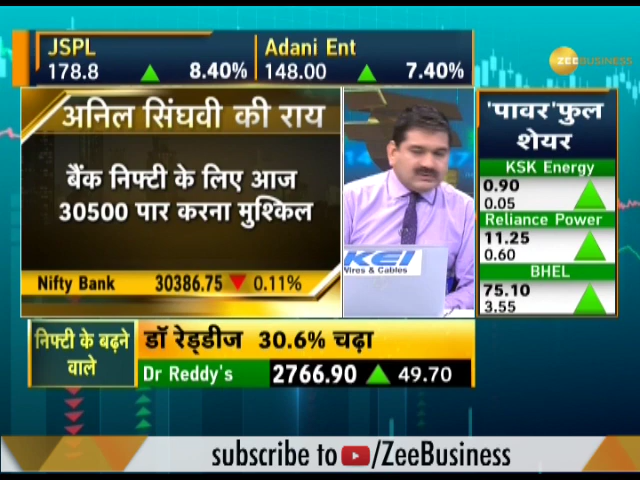 JSPL
178.8 ▲ 8.40%
Adani Ent
148.00 ▲ 7.40%
ZEEBUSINESS
अनिल सिंघवी की राय
बैंक निफ्टी के लिए आज
30500 पार करना मुश्किल
Nifty Bank 30386.75 ▼ 0.11%
KEI
Wires & Cables
'पावर'फुल
शेयर
KSK Energy
0.90
0.05
Reliance Power
11.25
0.60
BHEL
75.10
3.55
निफ्टी के बढ़ने
वाले
डॉ रेड्डीज 30.6% चढ़ा
Dr Reddy's 2766.90 ▲ 49.70
subscribe to /ZeeBusiness